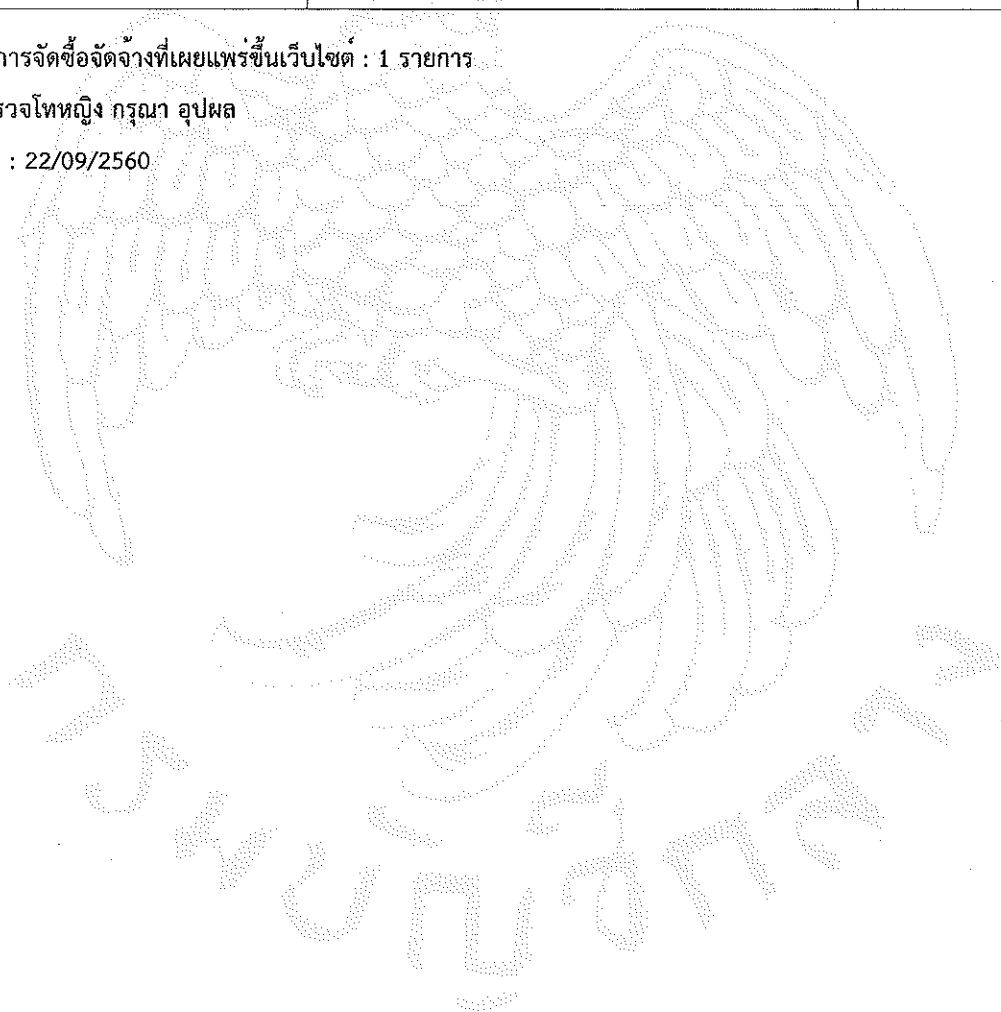 การจัดซื้อจัดจ้างที่เผยแพร่ขึ้นเว็บไซต์ : 1 รายการ
รวจโทหญิง กรุณา อุปผล
: 22/09/2560